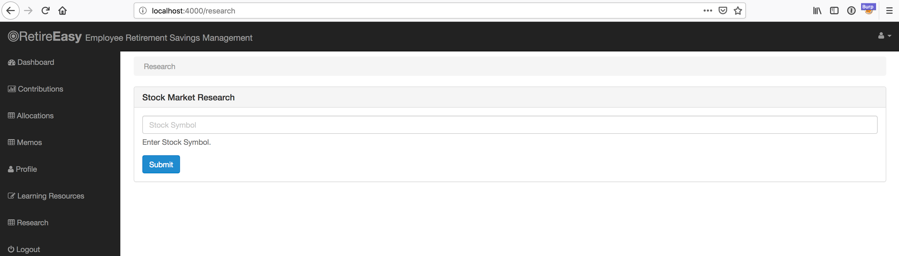 localhost:4000/research
Burp
RetireEasy Employee Retirement Savings Management
Dashboard
Contributions
Allocations
Memos
Profile
Learning Resources
Research
Logout
Research
Stock Market Research
Stock Symbol
Enter Stock Symbol.
Submit